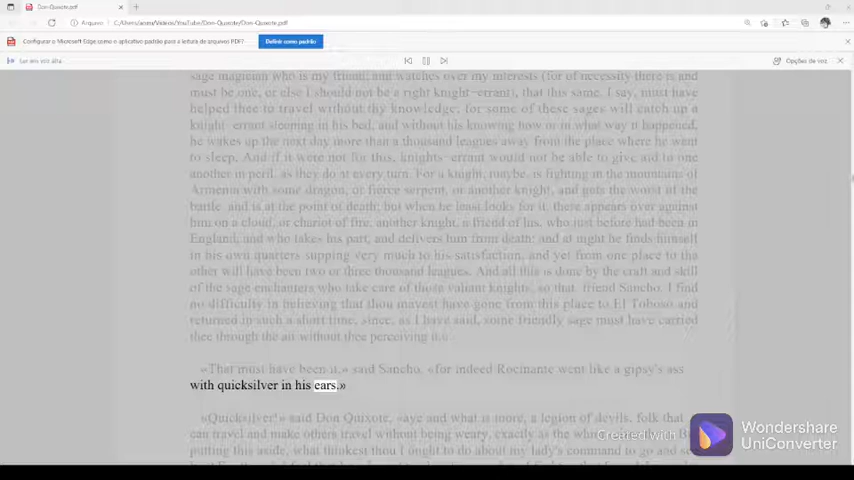 Don-Quixote.pdf
Arquivo C:/Users/ C:/Videos/YouTube/Don-Quixote/Don-Quixote.pdf
Configurar o Microsoft Edge como o aplicativo padrão para a leitura de arquivos PDF? Definir como padrão
Ler em voz alta Opções de voz
sage magician who is my friend, and watches over my interests (for of necessity there is and
must be one, or else I should not be a right knight-errant), that this same, I say, must have
helped thee to travel without thy knowledge; for some of these sages will catch up a
knight-errant sleeping in his bed, and without his knowing how or in what way it happened,
he wakes up the next day more than a thousand leagues away from the place where he went
to sleep. And if it were not for this, knights-errant would not be able to give aid to one
another in peril, as they do at every turn. For a knight, maybe, is fighting in the mountains of
Armenia with some dragon, or fierce serpent, or another knight, and gets the worst of the
battle, and is at the point of death; but when he least looks for it, there appears over against
him on a cloud, or chariot of fire, another knight, a friend of his, who just before had been in
England, and who takes his part, and delivers him from death; and at night he finds himself
in his own quarters supping very much to his satisfaction; and yet from one place to the
other will have been two or three thousand leagues. And all this is done by the craft and skill
of the sage enchanters who take care of those valiant knights; so that, friend Sancho, I find
no difficulty in believing that thou mayest have gone from this place to El Toboso and
returned in such a short time, since, as I have said, some friendly sage must have carried
thee through the air without thee perceiving it.»
»That must have been it,» said Sancho, «for indeed Rocinante went like a gipsy's ass
with quicksilver in his ears.»
»Quicksilver!» said Don Quixote, «aye and what is more, a legion of devils, folk that
can travel and make others travel without being weary, exactly as the
putting this aside, what thinkest thou I ought to do about my lady's command to go and
Created with Wondershare
UniConverter